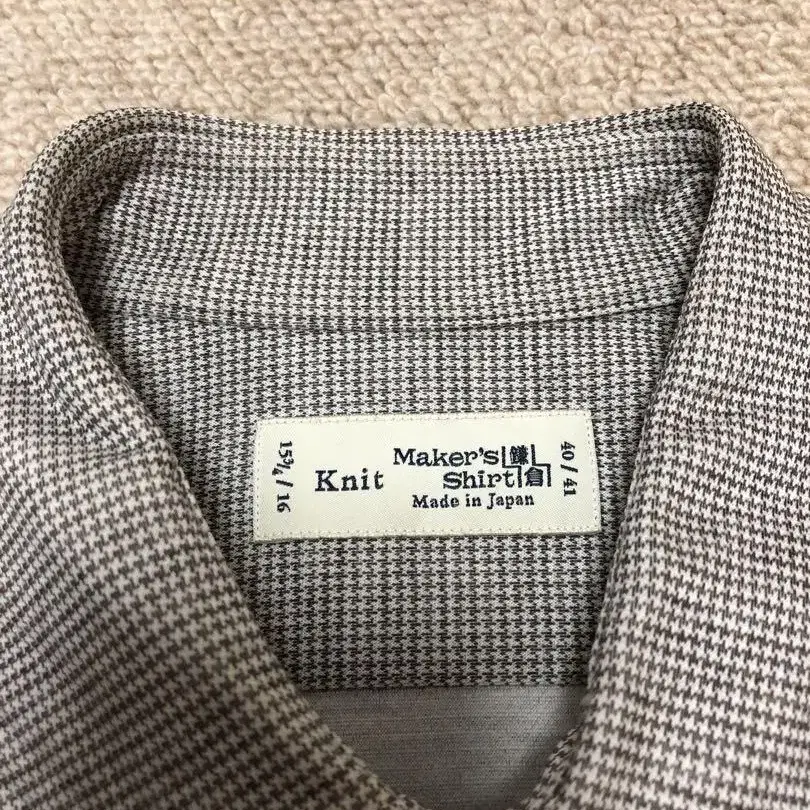 15¾ / 16
Knit
Maker's 鎌
Shirt 倉
Made in Japan
40 / 41